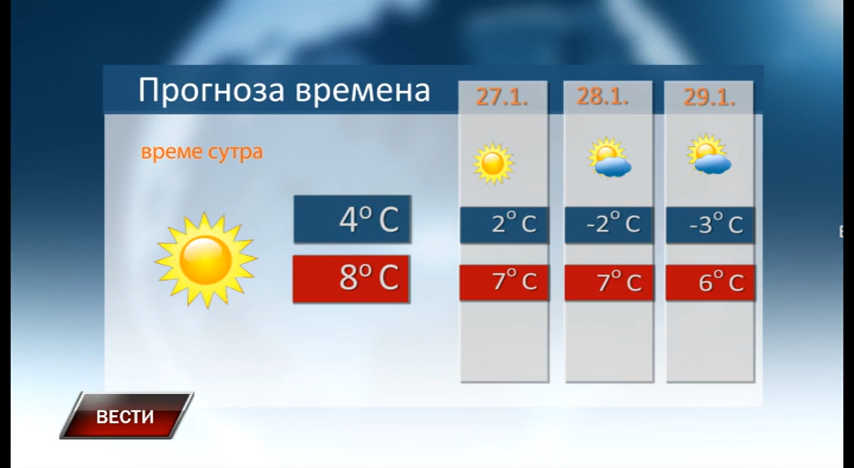 Прогноза времена
време сутра
4° C
8° C
27.1.
2° C
7° C
28.1.
-2° C
7° C
29.1.
-3° C
6° C
ВЕСТИ